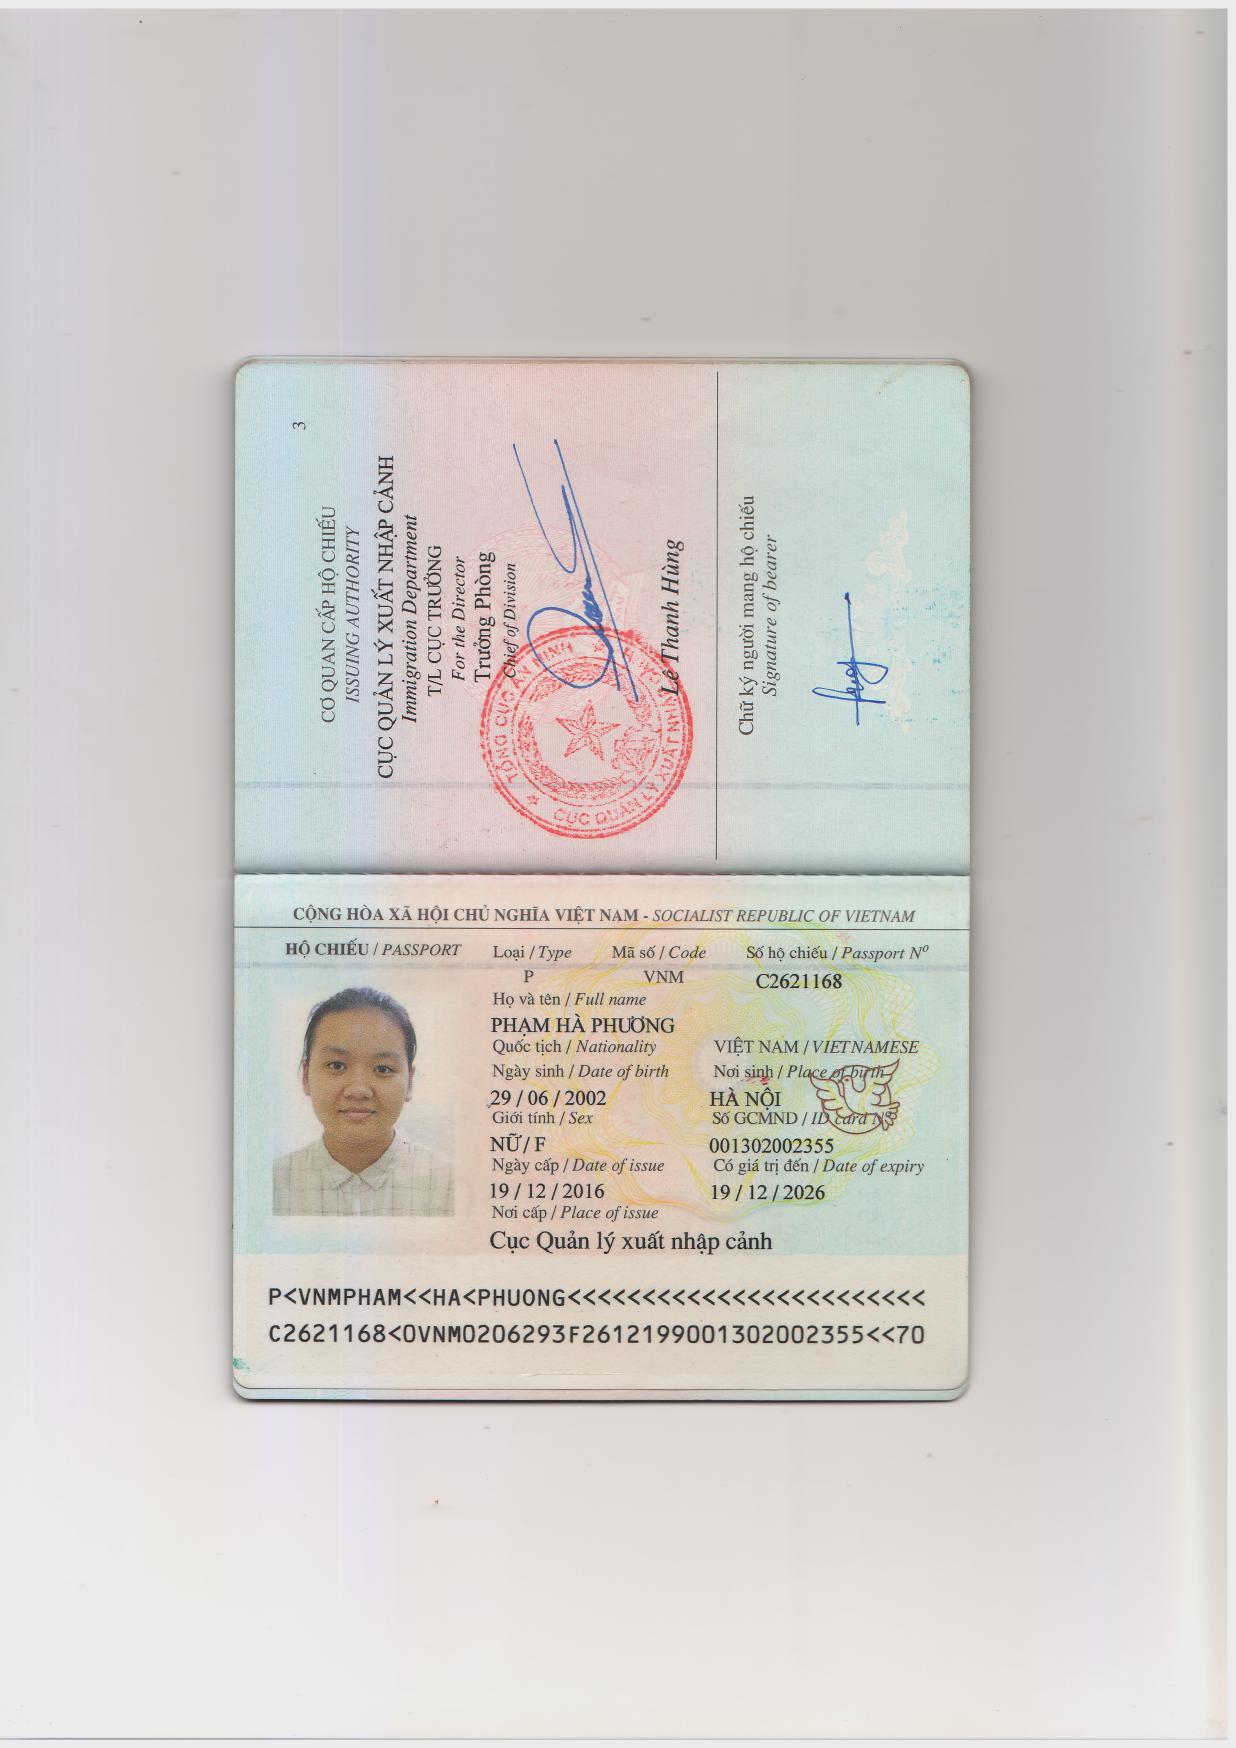 3
CƠ QUAN CẤP HỘ CHIẾU
ISSUING AUTHORITY
CỤC QUẢN LÝ XUẤT NHẬP CẢNH
Immigration Department
T/L CỤC TRƯỞNG
For the Director
Trưởng Phòng
Chief of Division
TỔNG CỤC AN NINH
CỤC QUẢN LÝ XUẤT NHẬP CẢNH
Lê Thanh Hùng
Chữ ký người mang hộ chiếu
Signature of bearer
CỘNG HÒA XÃ HỘI CHỦ NGHĨA VIỆT NAM - SOCIALIST REPUBLIC OF VIETNAM
HỘ CHIẾU / PASSPORT Loại / Type Mã số / Code Số hộ chiếu / Passport Nº
P VNM C2621168
Họ và tên / Full name
PHẠM HÀ PHƯƠNG
Quốc tịch / Nationality VIỆT NAM / VIETNAMESE
Ngày sinh / Date of birth Nơi sinh / Place of birth
29 / 06 / 2002 HÀ NỘI
Giới tính / Sex Số GCMND / ID card Nº
NỮ / F 001302002355
Ngày cấp / Date of issue Có giá trị đến / Date of expiry
19 / 12 / 2016 19 / 12 / 2026
Nơi cấp / Place of issue
Cục Quản lý xuất nhập cảnh
P<VNMPHAM<<HA<PHUONG<<<<<<<<<<<<<<<<<<<<<<<<
C2621168<0VNM0206293F2612199001302002355<<70